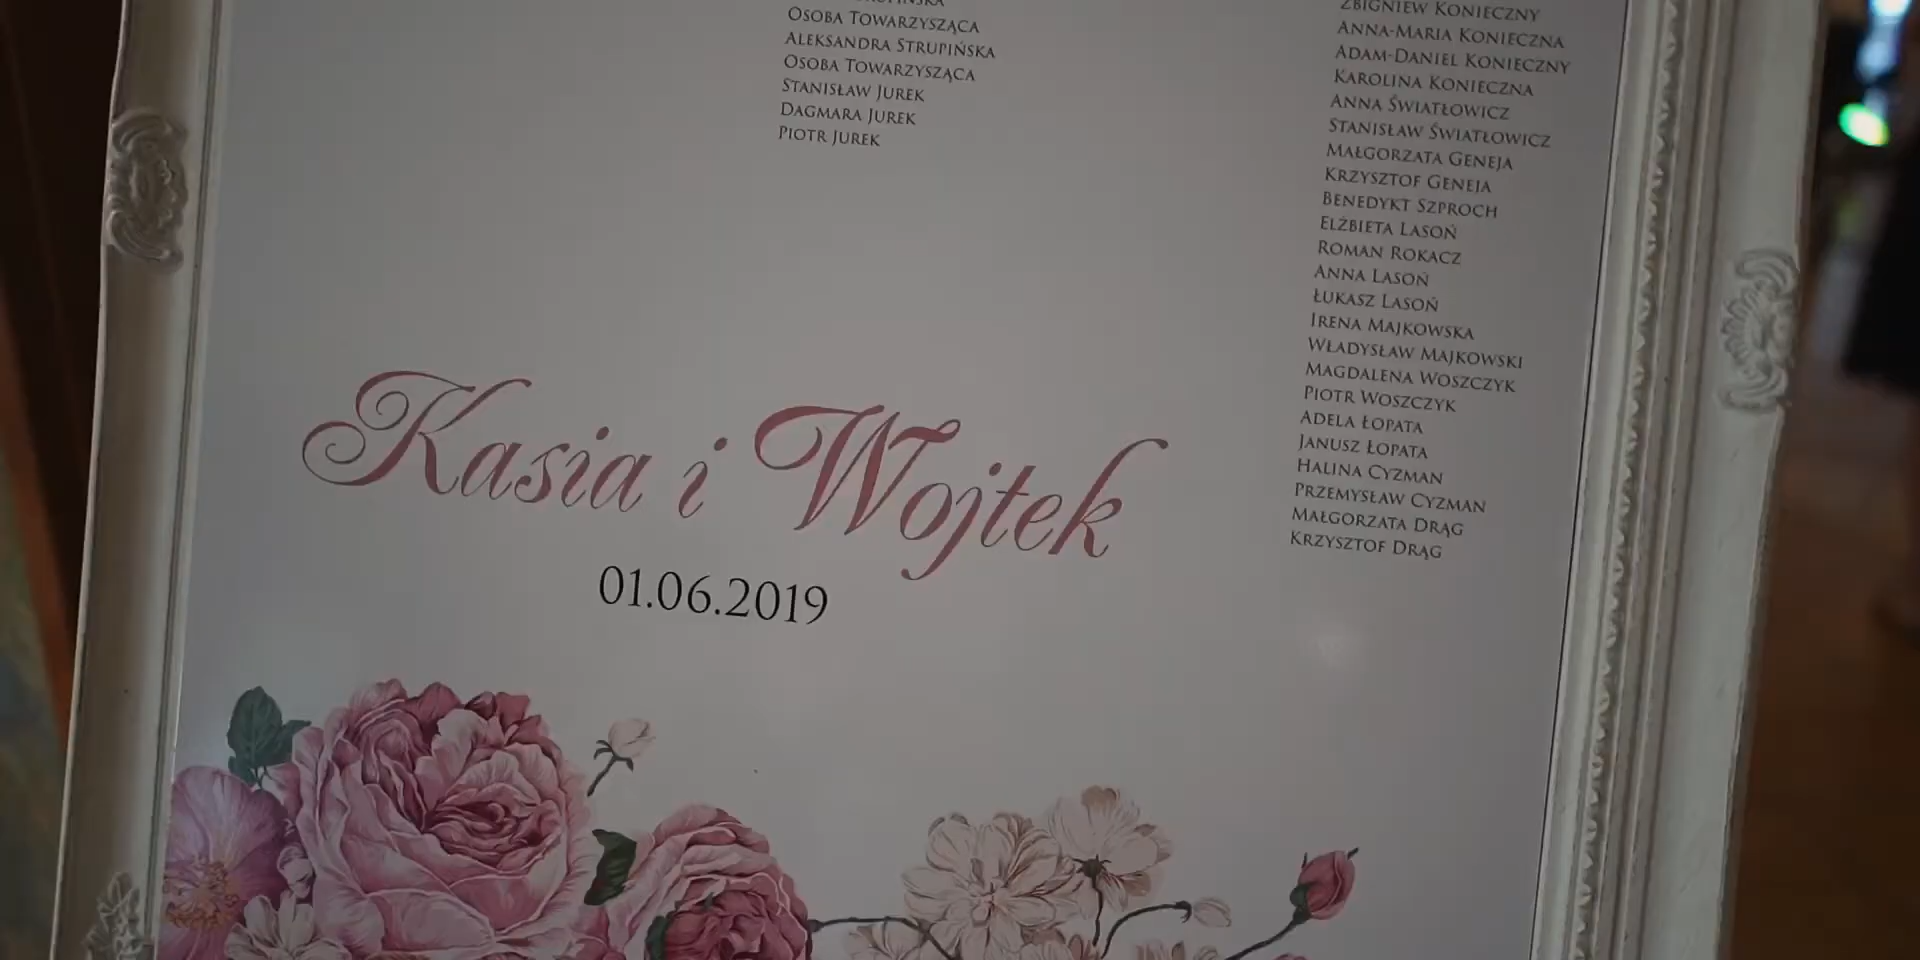 Osoba Towarzysząca
Aleksandra Strupińska
Osoba Towarzysząca
Stanisław Jurek
Dagmara Jurek
Piotr Jurek
Zbigniew Konieczny
Anna-Maria Konieczna
Adam-Daniel Konieczny
Karolina Konieczna
Anna Światłowicz
Stanisław Światłowicz
Małgorzata Geneja
Krzysztof Geneja
Benedykt Szproch
Elżbieta Lasoń
Roman Rokacz
Anna Lasoń
Łukasz Lasoń
Irena Majkowska
Władysław Majkowski
Magdalena Woszczyk
Piotr Woszczyk
Adela Łopata
Janusz Łopata
Halina Cyzman
Przemysław Cyzman
Małgorzata Drąg
Krzysztof Drąg
Kasia i Wojtek
01.06.2019